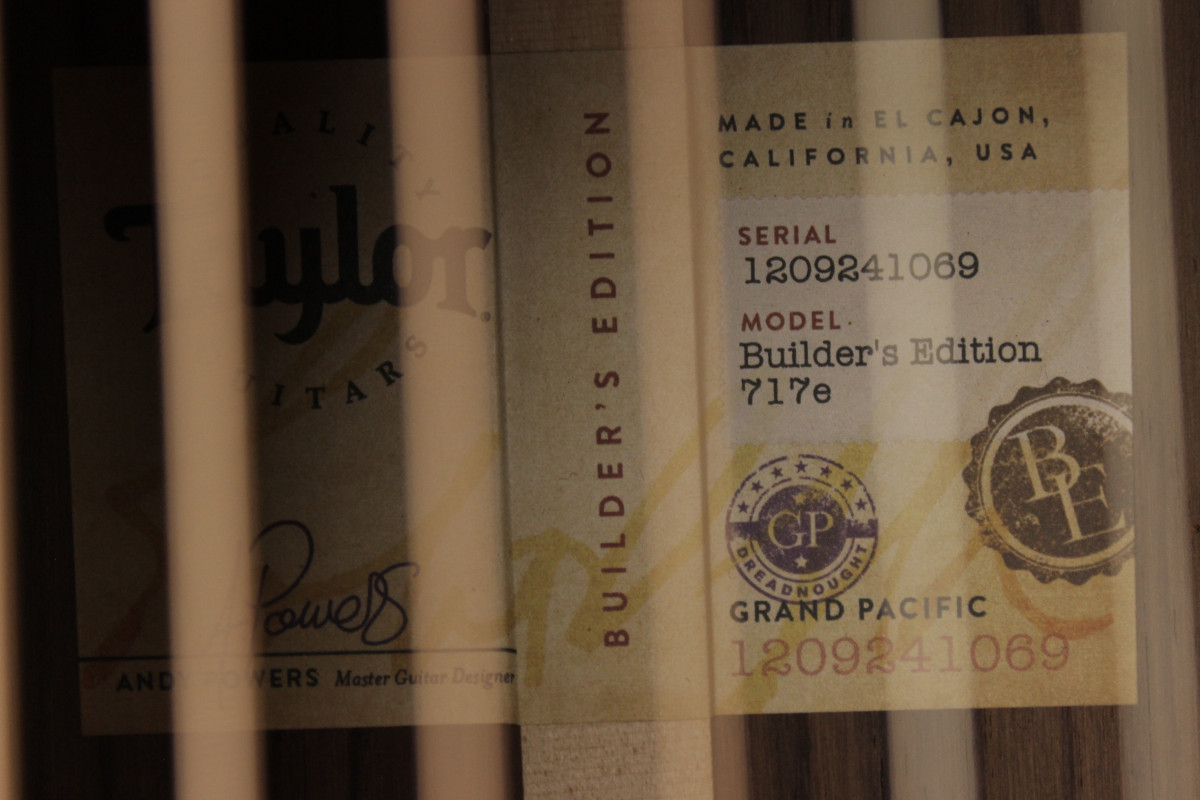 QUALITY
Taylor
GUITARS
Powers
ANDY POWERS Master Guitar Designer
BUILDER'S EDITION
MADE in EL CAJON,
CALIFORNIA, USA
SERIAL
1209241069
MODEL
Builder's Edition
717e
GP
DREADNOUGHT
BE
GRAND PACIFIC
1209241069